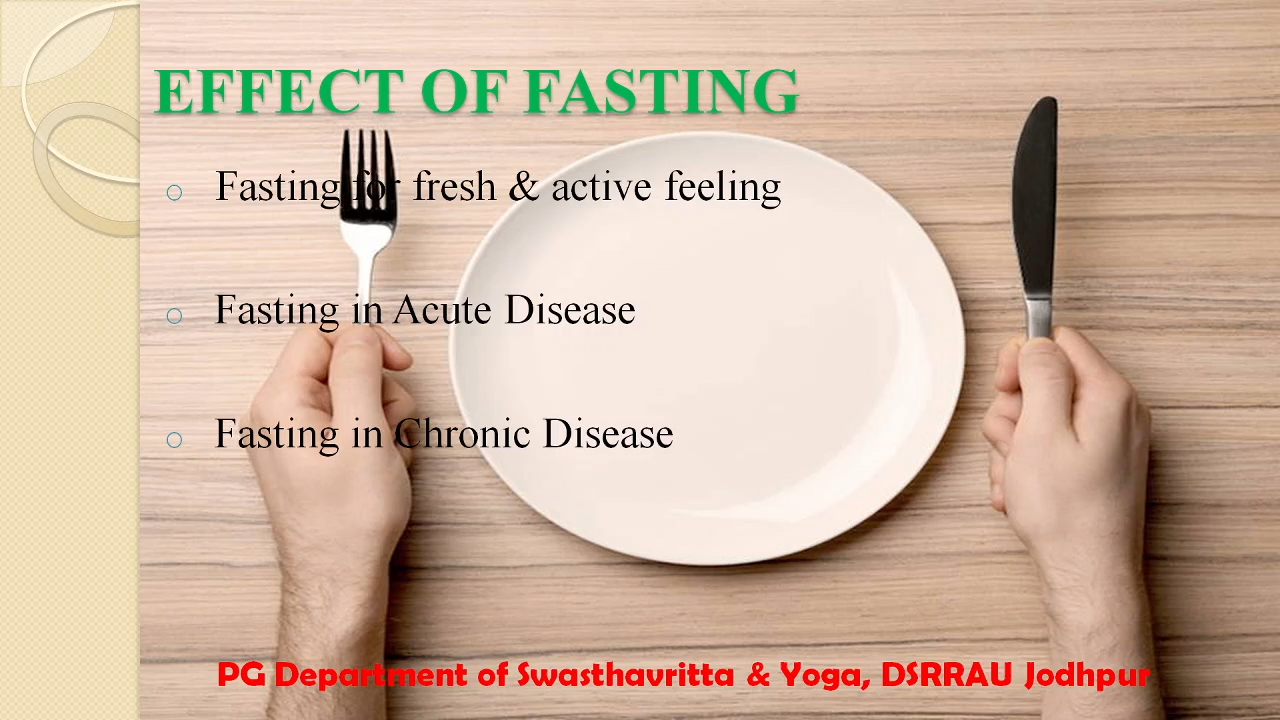 EFFECT OF FASTING
Fasting for fresh & active feeling
Fasting in Acute Disease
Fasting in Chronic Disease
PG Department of Swasthavritta & Yoga, DSRRAU Jodhpur